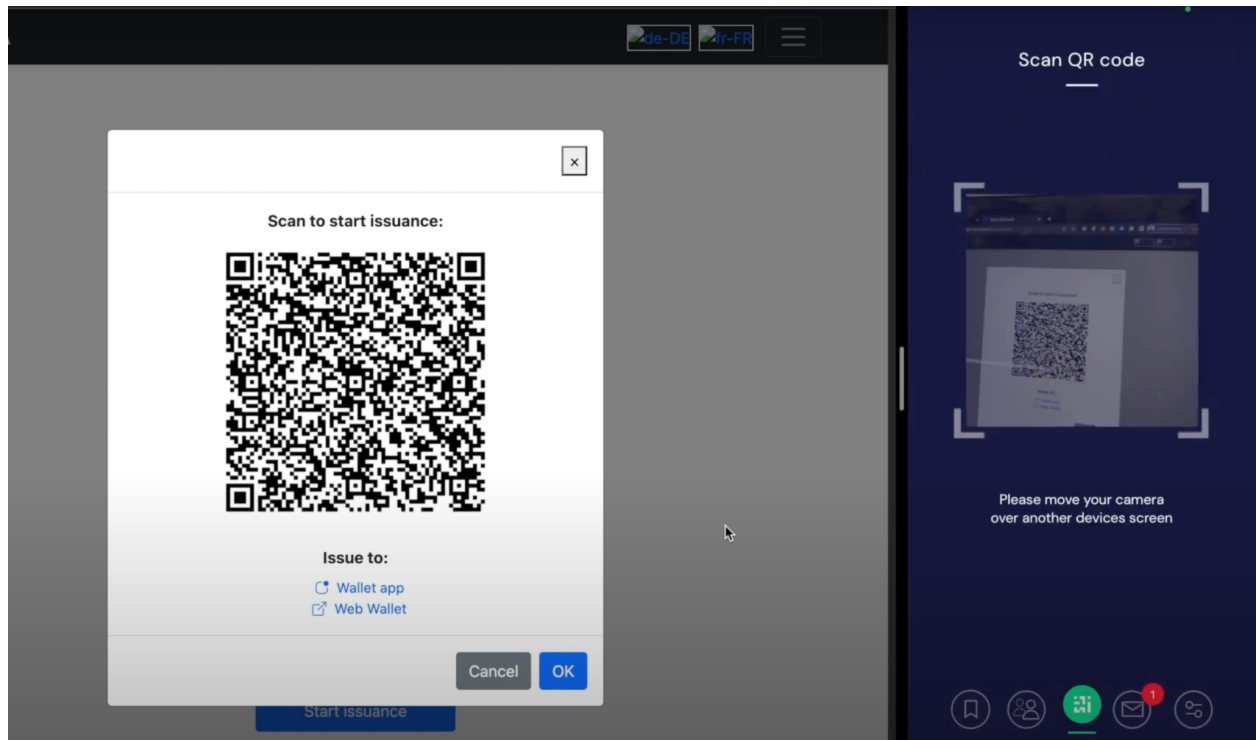 de-DE fr-FR
×
Scan to start issuance:
Issue to:
Wallet app
Web Wallet
Cancel OK
Start issuance
Scan QR code
Please move your camera
over another devices screen
1